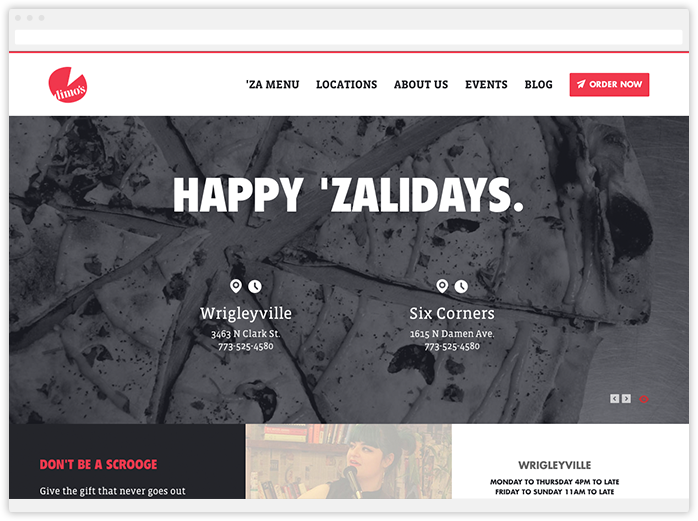 Dimo's
'ZA MENU
LOCATIONS
ABOUT US
EVENTS
BLOG
ORDER NOW
HAPPY 'ZALIDAYS.
Wrigleyville
3463 N Clark St.
773-525-4580
Six Corners
1615 N Damen Ave.
773-525-4580
DON'T BE A SCROOGE
Give the gift that never goes out
WRIGLEYVILLE
MONDAY TO THURSDAY 4PM TO LATE
FRIDAY TO SUNDAY 11AM TO LATE